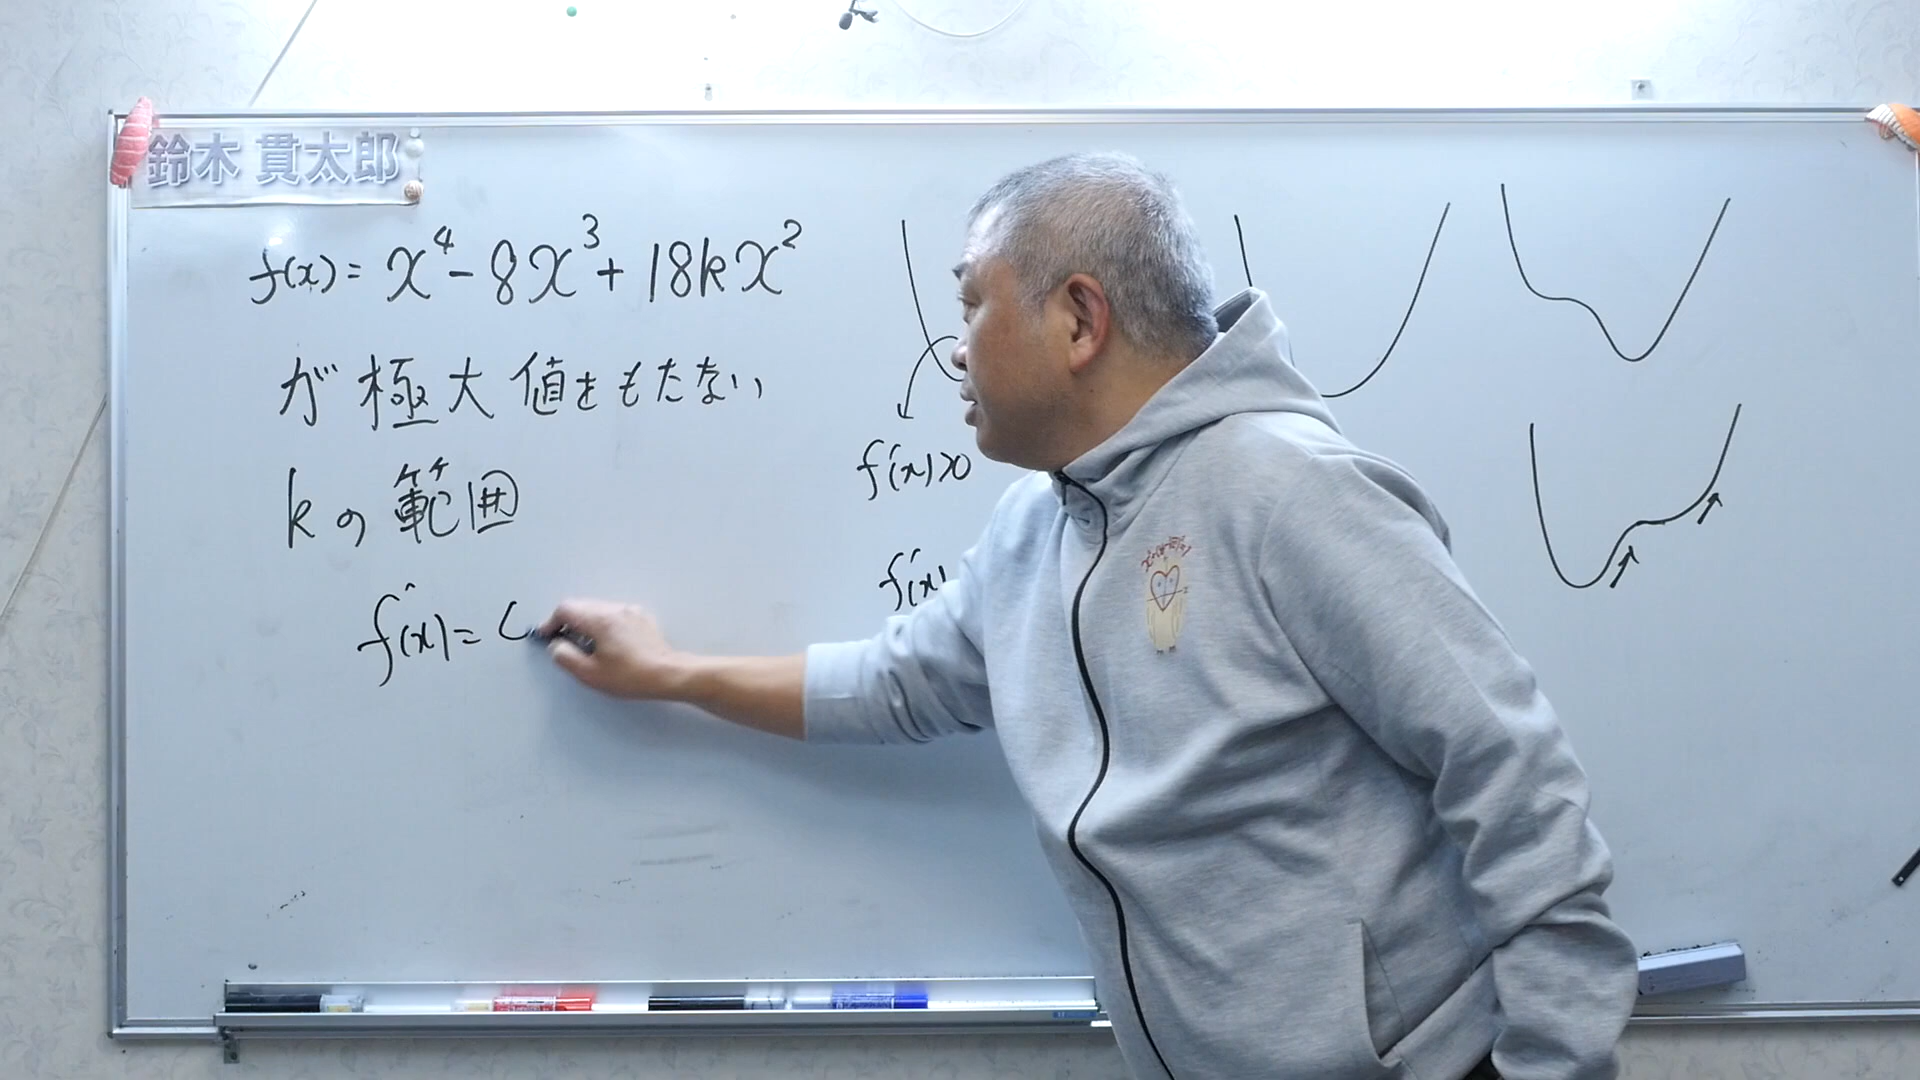 鈴木 貫太郎
f(x) = x⁴ - 8x³ + 18kx²
が極大値をもたない
kの範囲
f'(x) =
f'(x)>0
f'(x)